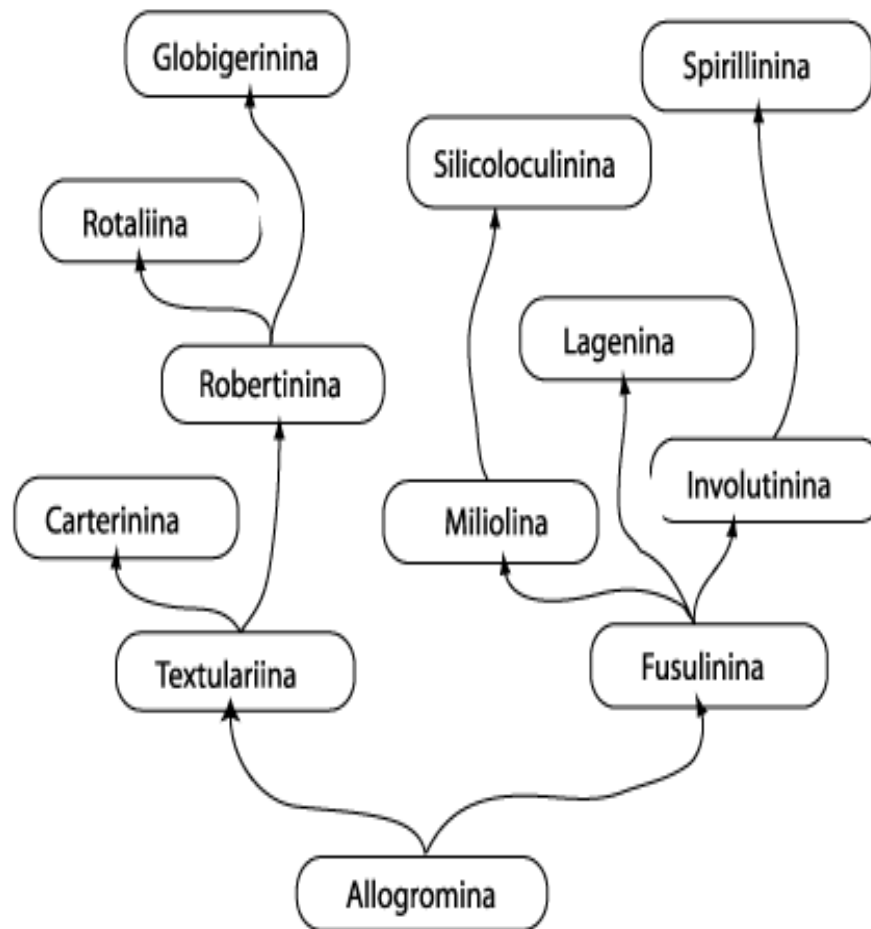 Globigerinina
Spirillinina
Silicoloculinina
Rotaliina
Lagenina
Robertinina
Involutinina
Carterinina
Miliolina
Textulariina
Fusulinina
Allogromina